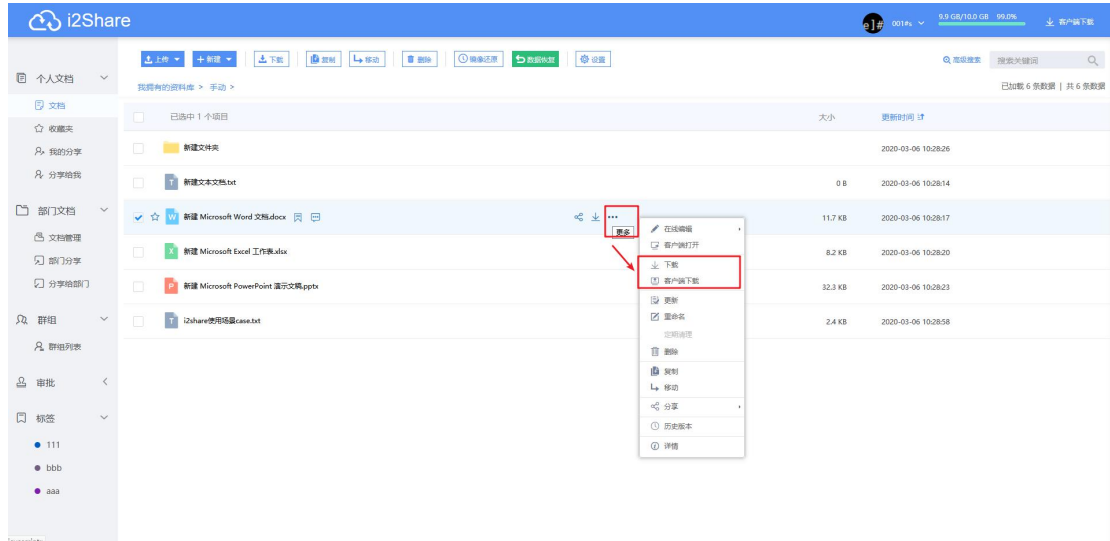 i2Share
e]# 001#s 9.9 GB/10.0 GB 99.0% 客户端下载
上传 新建 下载 复制 移动 删除 镜像还原 数据恢复 设置 高级搜索 搜索关键词
个人文档
文档
收藏夹
我的分享
分享给我
部门文档
文档管理
部门分享
分享给部门
群组
群组列表
审批
标签
111
bbb
aaa
我拥有的资料库 > 手动 > 已加载 6 条数据 | 共 6 条数据
已选中 1 个项目 大小 更新时间
新建文件夹 2020-03-06 10:28:26
新建文本文档.txt 0 B 2020-03-06 10:28:14
新建 Microsoft Word 文档.docx 11.7 KB 2020-03-06 10:28:17
新建 Microsoft Excel 工作表.xlsx 8.2 KB 2020-03-06 10:28:20
新建 Microsoft PowerPoint 演示文稿.pptx 32.3 KB 2020-03-06 10:28:23
i2share使用场景case.txt 2.4 KB 2020-03-06 10:28:58
更多
在线编辑
客户端打开
下载
客户端下载
更新
重命名
定期清理
删除
复制
移动
分享
历史版本
详情